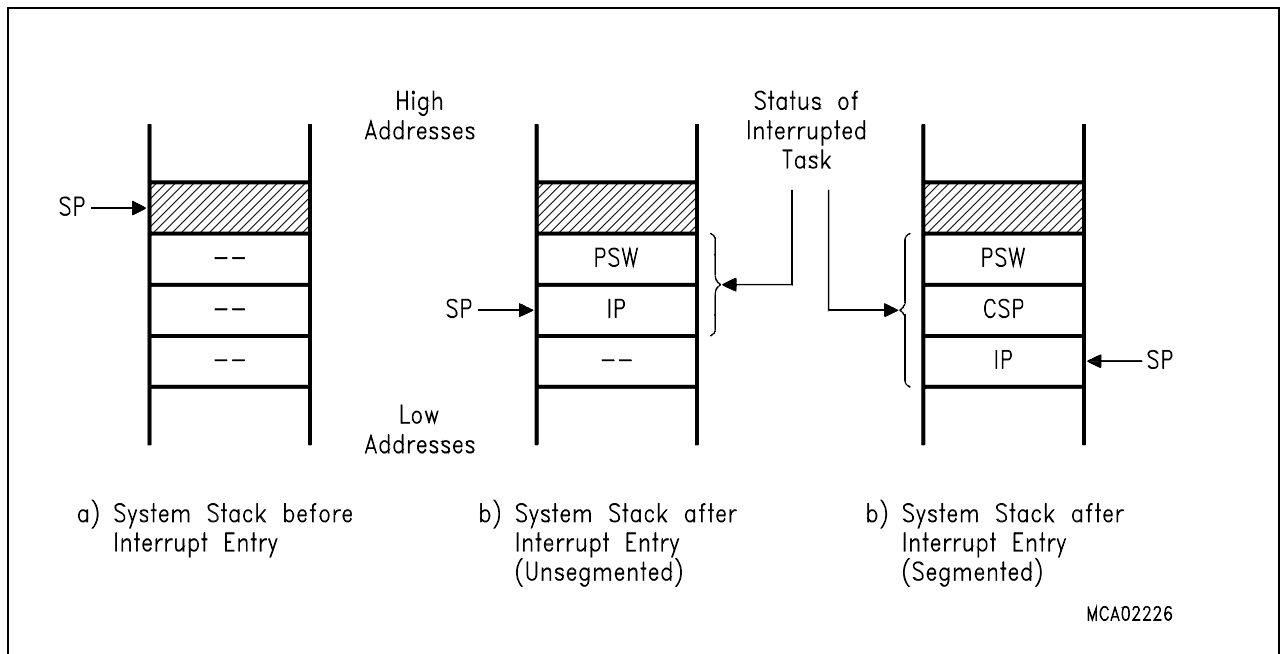 High
Addresses
Status of
Interrupted
Task
SP
--
--
--
PSW
IP
--
SP
PSW
CSP
IP
SP
Low
Addresses
a) System Stack before
Interrupt Entry
b) System Stack after
Interrupt Entry
(Unsegmented)
b) System Stack after
Interrupt Entry
(Segmented)
MCA02226